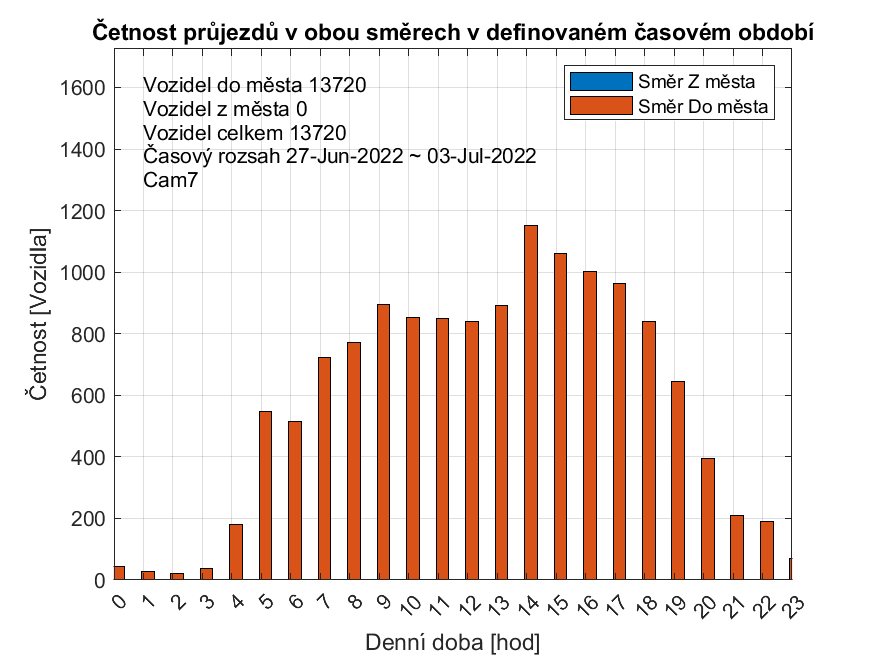 Četnost průjezdů v obou směrech v definovaném časovém období
Vozidel do města 13720
Vozidel z města 0
Vozidel celkem 13720
Časový rozsah 27-Jun-2022 ~ 03-Jul-2022
Cam7
Směr Z města
Směr Do města
Četnost [Vozidla]
1600
1400
1200
1000
800
600
400
200
0
0 1 2 3 4 5 6 7 8 9 10 11 12 13 14 15 16 17 18 19 20 21 22 23
Denní doba [hod]